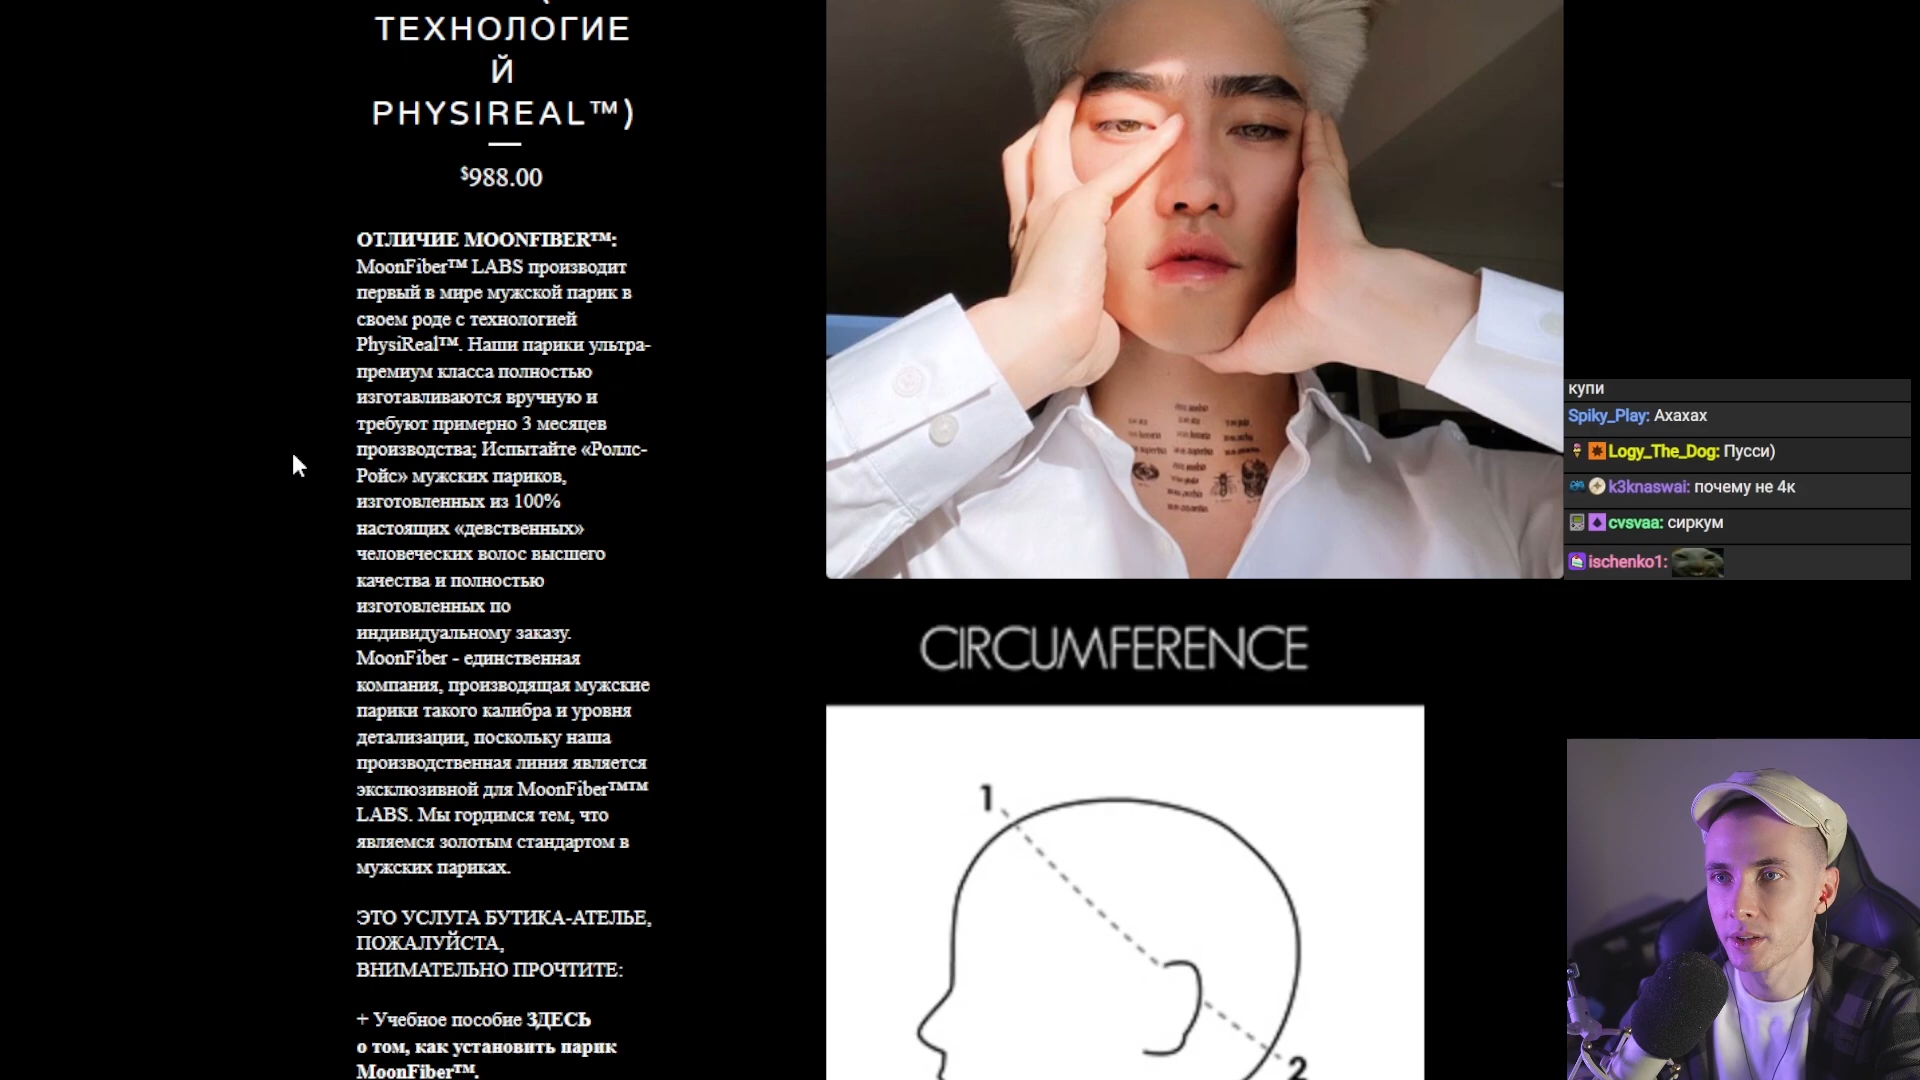 ТЕХНОЛОГИЕ
Й
PHYSIREAL™)
$988.00
ОТЛИЧИЕ MOONFIBER™:
MoonFiber™ LABS производит
первый в мире мужской парик в
своем роде с технологией
PhysiReal™. Наши парики ультра-
премиум класса полностью
изготавливаются вручную и
требуют примерно 3 месяцев
производства; Испытайте «Роллс-
Ройс» мужских париков,
изготовленных из 100%
настоящих «девственных»
человеческих волос высшего
качества и полностью
изготовленных по
индивидуальному заказу.
MoonFiber - единственная
компания, производящая мужские
парики такого калибра и уровня
детализации, поскольку наша
производственная линия является
эксклюзивной для MoonFiber™™
LABS. Мы гордимся тем, что
являемся золотым стандартом в
мужских париках.
ЭТО УСЛУГА БУТИКА-АТЕЛЬЕ,
ПОЖАЛУЙСТА,
ВНИМАТЕЛЬНО ПРОЧТИТЕ:
+ Учебное пособие ЗДЕСЬ
о том, как установить парик
MoonFiber™.
CIRCUMFERENCE
1
2
купи
Spiky_Play: Ахахах
Logy_The_Dog: Пусси)
k3knaswai: почему не 4к
cvsvaa: сиркум
ischenko1: